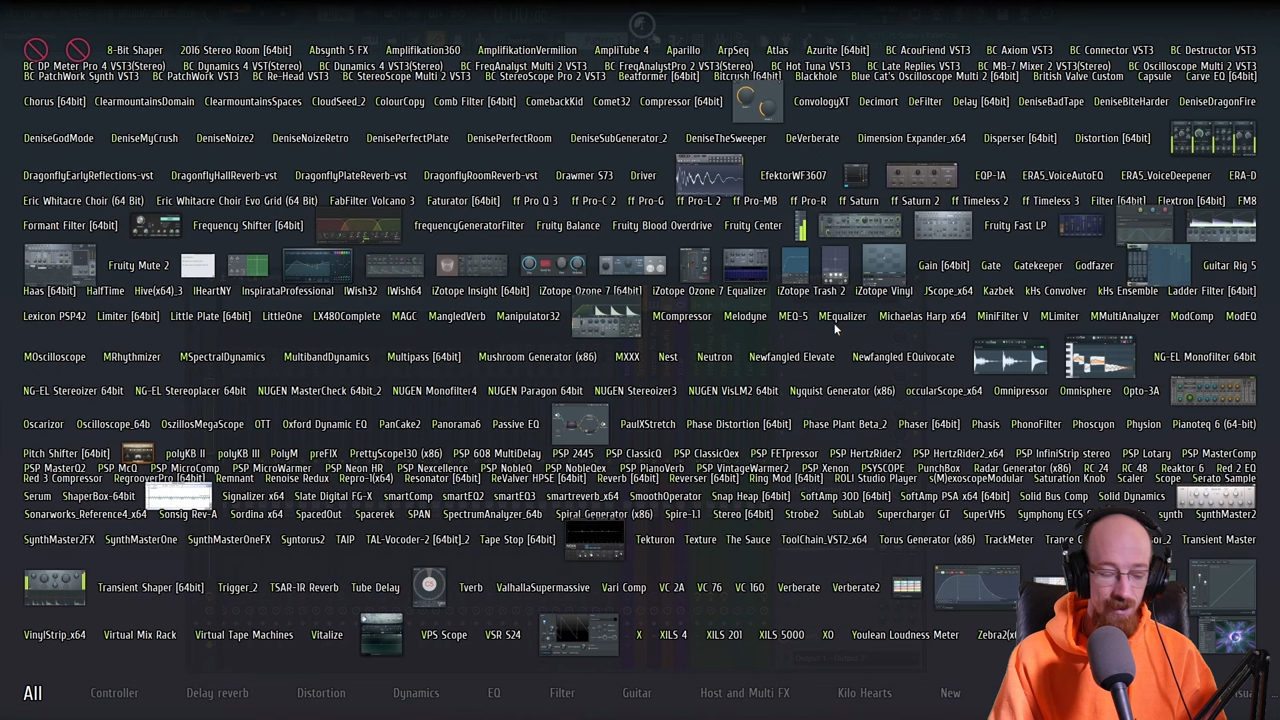 8-Bit Shaper 2016 Stereo Room [64bit] Absynth 5 FX Amplifikation360 AmplifikationVermilion AmpliTube 4 Aparillo ArpSeq Atlas Azurite [64bit] BC AcouFiend VST3 BC Axiom VST3 BC Connector VST3 BC Destructor VST3
BC DP Meter Pro 4 VST3(Stereo) BC Dynamics 4 VST(Stereo) BC Dynamics 4 VST3(Stereo) BC FreqAnalyst Multi 2 VST3 BC FreqAnalystPro 2 VST3(Stereo) BC Hot Tuna VST3 BC Late Replies VST3 BC MB-7 Mixer 2 VST3(Stereo) BC Oscilloscope Multi 2 VST3
BC PatchWork Synth VST3 BC PatchWork VST3 BC Re-Head VST3 BC StereoScope Multi 2 VST3 BC StereoScope Pro 2 VST3 Beatformer [64bit] Bitcrush [64bit] Blackhole Blue Cat's Oscilloscope Multi 2 [64bit] British Valve Custom Capsule Carve EQ [64bit]
Chorus [64bit] ClearmountainsDomain ClearmountainsSpaces CloudSeed_2 ColourCopy Comb Filter [64bit] ComebackKid Comet32 Compressor [64bit] ConvologyXT Decimort DeFilter Delay [64bit] DeniseBadTape DeniseBiteHarder DeniseDragonFire
DeniseGodMode DeniseMyCrush DeniseNoize2 DeniseNoizeRetro DenisePerfectPlate DenisePerfectRoom DeniseSubGenerator_2 DeniseTheSweeper DeVerberate Dimension Expander_x64 Disperser [64bit] Distortion [64bit]
DragonflyEarlyReflections-vst DragonflyHallReverb-vst DragonflyPlateReverb-vst DragonflyRoomReverb-vst Drawmer S73 Driver EfektorWF3607 EQP-1A ERA5_VoiceAutoEQ ERA5_VoiceDeepener ERA-D
Eric Whitacre Choir (64 Bit) Eric Whitacre Choir Evo Grid (64 Bit) FabFilter Volcano 3 Faturator [64bit] ff Pro Q 3 ff Pro-C 2 ff Pro-G ff Pro-L 2 ff Pro-MB ff Pro-R ff Saturn ff Saturn 2 ff Timeless 2 ff Timeless 3 Filter [64bit] Flextron [64bit] FM8
Formant Filter [64bit] Frequency Shifter [64bit] frequencyGeneratorFilter Fruity Balance Fruity Blood Overdrive Fruity Center Fruity Fast LP
Fruity Mute 2 Gain [64bit] Gate Gatekeeper Godfazer Guitar Rig 5
Haas [64bit] HalfTime Hive(x64)_3 IHeartNY InspirataProfessional IWish32 IWish64 iZotope Insight [64bit] iZotope Ozone 7 [64bit] iZotope Ozone 7 Equalizer iZotope Trash 2 iZotope Vinyl JScope_x64 Kazbek kHs Convolver kHs Ensemble Ladder Filter [64bit]
Lexicon PSP42 Limiter [64bit] Little Plate [64bit] LittleOne LX480Complete MAGC MangledVerb Manipulator32 MCompressor Melodyne MEQ-5 MEqualizer Michaelas Harp x64 MiniFilter V MLimiter MMultiAnalyzer ModComp ModEQ
MOscilloscope MRhythmizer MSpectralDynamics MultibandDynamics Multipass [64bit] Mushroom Generator (x86) MXXX Nest Neutron Newfangled Elevate Newfangled EQuivocate NG-EL Monofilter 64bit
NG-EL Stereoizer 64bit NG-EL Stereoplacer 64bit NUGEN MasterCheck 64bit_2 NUGEN Monofilter4 NUGEN Paragon 64bit NUGEN Stereoizer3 NUGEN VisLM2 64bit Nyquist Generator (x86) occularScope_x64 Omnipressor Omnisphere Opto-3A
Oscarizor Oscilloscope_64b OszillosMegaScope OTT Oxford Dynamic EQ PanCake2 Panorama6 Passive EQ PaulXStretch Phase Distortion [64bit] Phase Plant Beta_2 Phaser [64bit] Phasis PhonoFilter Phoscyon Physion Pianoteq 6 (64-bit)
Pitch Shifter [64bit] polyKB II polyKB III PolyM preFIX PrettyScope130 (x86) PSP 608 MultiDelay PSP 2445 PSP ClassicQ PSP ClassicQex PSP FETpressor PSP HertzRider2 PSP HertzRider2_x64 PSP InfiniStrip stereo PSP Lotary PSP MasterComp
PSP MasterQ2 PSP McQ PSP MicroComp PSP MicroWarmer PSP Neon HR PSP Nexcellence PSP NobleQ PSP NobleQex PSP PianoVerb PSP VintageWarmer2 PSP Xenon PSYSCOPE PunchBox Radar Generator (x86) RC 24 RC 48 Reaktor 6 Red 2 EQ
Red 3 Compressor RegrooverPro [64bit] Remnant Renoise Redux Repro-1(x64) Resonator [64bit] ReValver HPSE [64bit] Reverb [64bit] Reverser [64bit] Ring Mod [64bit] s(M)exoscopeModular Saturation Knob Scaler Scope Serato Sample
Serum ShaperBox-64bit Signalizer x64 Slate Digital FG-X smartComp smartEQ2 smartEQ3 smartreverb_x64 SmoothOperator Snap Heap [64bit] SoftAmp 3OD [64bit] SoftAmp PSA x64 [64bit] Solid Bus Comp Solid Dynamics
Sonarworks_Reference4_x64 Sonsig Rev-A Sordina x64 SpacedOut Spacerek SPAN SpectrumAnalyzer_64b Spiral Generator (x86) Spire-1.1 Stereo [64bit] Strobe2 SubLab Supercharger GT SuperVHS synth SynthMaster2
SynthMaster2FX SynthMasterOne SynthMasterOneFX Syntorus2 TAIP TAL-Vocoder-2 [64bit]_2 Tape Stop [64bit] Tekturon Texture The Sauce ToolChain_VST2_x64 Torus Generator (x86) TrackMeter Transient Master
Transient Shaper [64bit] Trigger_2 TSAR-1R Reverb Tube Delay Tverb ValhallaSupermassive Vari Comp VC 2A VC 76 VC 160 Verberate Verberate2
VinylStrip_x64 Virtual Mix Rack Virtual Tape Machines Vitalize VPS Scope VSR S24 X XILS 4 XILS 201 XILS 5000 XO Youlean Loudness Meter
All Controller Delay reverb Distortion Dynamics EQ Filter Guitar Host and Multi FX Kilo Hearts New